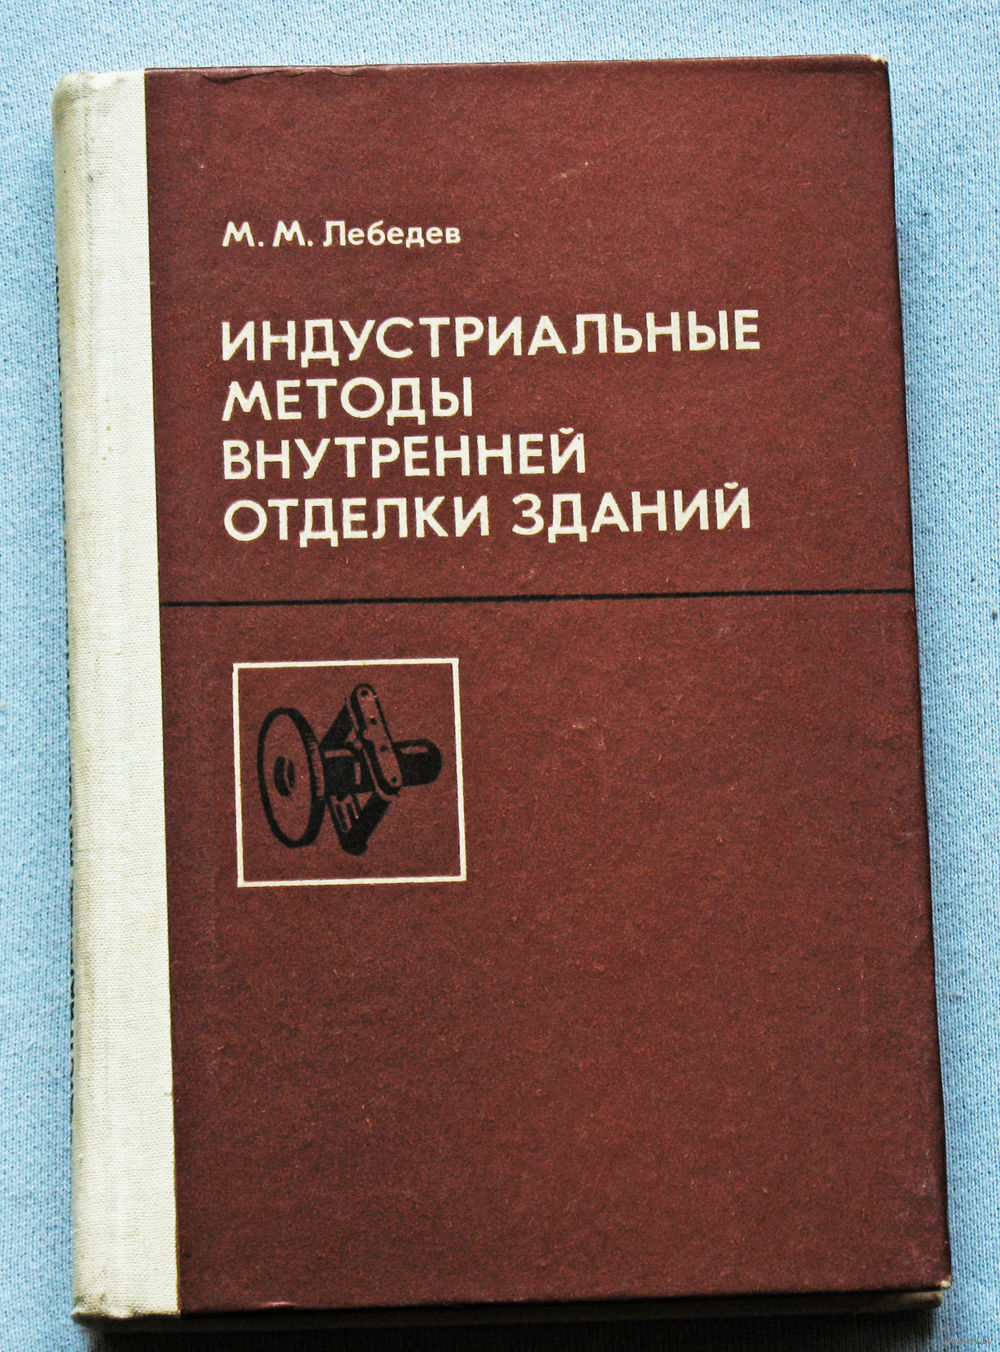 М. М. Лебедев
ИНДУСТРИАЛЬНЫЕ
МЕТОДЫ
ВНУТРЕННЕЙ
ОТДЕЛКИ ЗДАНИЙ